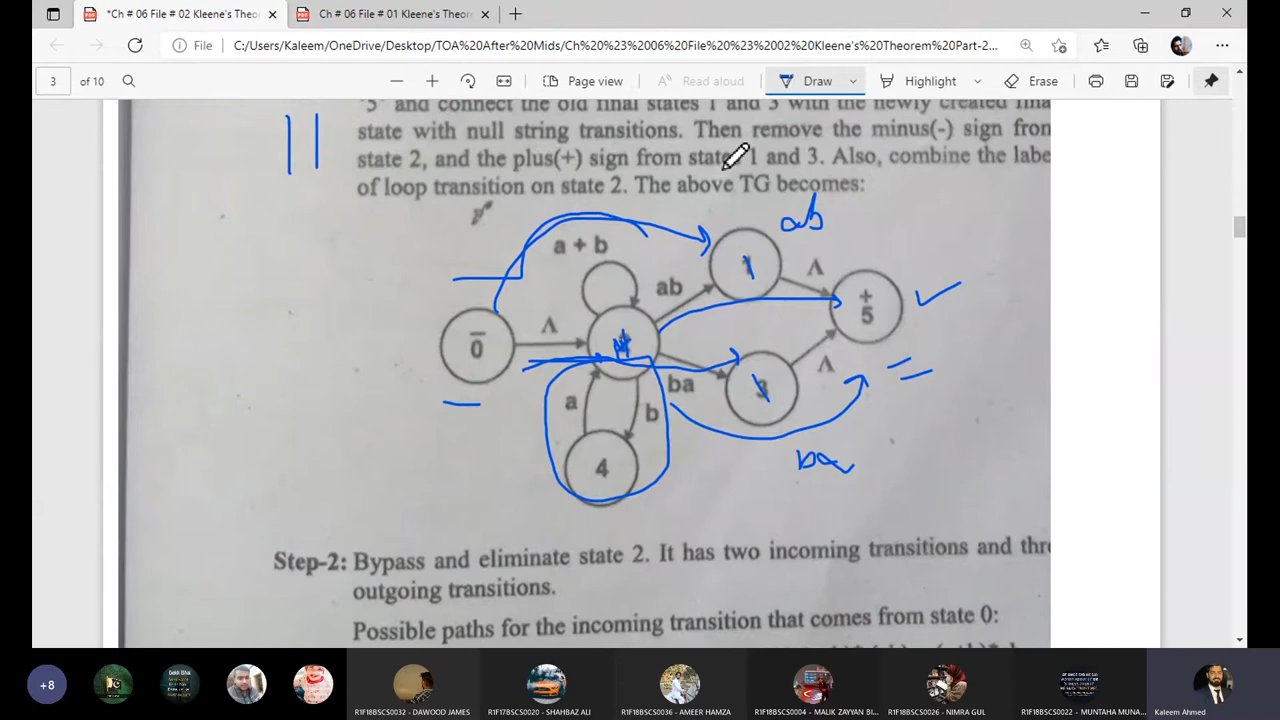 *Ch # 06 File # 02 Kleene's Theo
Ch # 06 File # 01 Kleene's Theore
File
C:/Users/Kaleem/OneDrive/Desktop/TOA%20After%20Mids/Ch%20%23%2006%20File%20%23%2002%20Kleene's%20Theorem%20Part-2...
3 of 10
Page view
Read aloud
Draw
Highlight
Erase
"5" and connect the old final states 1 and 3 with the newly created fina
state with null string transitions. Then remove the minus(-) sign from
state 2, and the plus(+) sign from state 1 and 3. Also, combine the labe
of loop transition on state 2. The above TG becomes:
ab
a + b
ab
Λ
+
5
Λ
−
0
Λ
ba
3
a
b
4
ba
Step-2: Bypass and eliminate state 2. It has two incoming transitions and thre
outgoing transitions.
Possible paths for the incoming transition that comes from state 0:
+8
R1F18BSCS0032 - DAWOOD JAMES
R1F17BSCS0020 - SHAHBAZ ALI
R1F18BSCS0036 - AMEER HAMZA
R1F18BSCS0004 - MALIK ZAYYAN BI...
R1F18BSCS0026 - NIMRA GUL
R1F18BSCS0022 - MUNTAHA MUNA...
Kaleem Ahmed